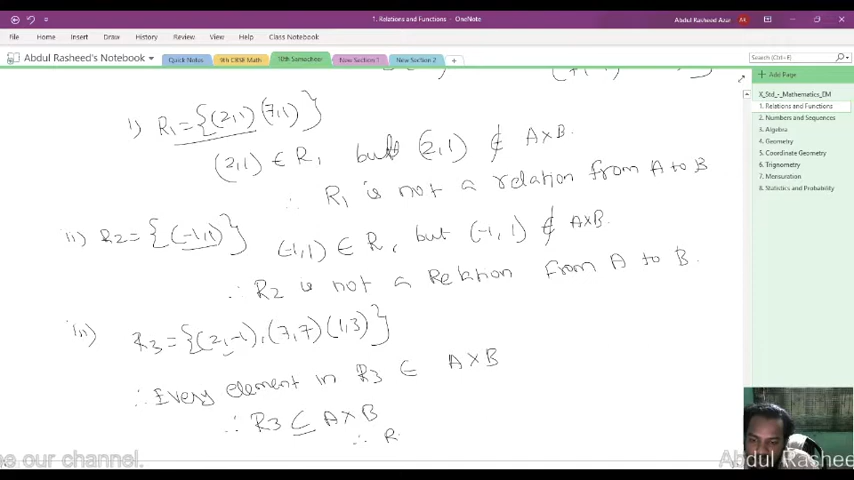 1. Relations and Functions - OneNote
Abdul Rasheed Azar
AK
File Home Insert Draw History Review View Help Class Notebook
Abdul Rasheed's Notebook
Quick Notes
9th CBSE Math
10th Samacheer
New Section 1
New Section 2
Search (Ctrl+E)
Add Page
X_Std_-_Mathematics_EM
1. Relations and Functions
2. Numbers and Sequences
3. Algebra
4. Geometry
5. Coordinate Geometry
6. Trigonometry
7. Mensuration
8. Statistics and Probability
i) R1={(2,1)(7,1)}
(2,1) ∈ R, but (2,1) ∉ A×B.
∴ R1 is not a relation from A to B
ii) R2={(-1,1)} (-1,1) ∈ R, but (-1,1) ∉ A×B.
∴ R2 is not a Relation From A to B.
iii) R3={(2,-1),(7,7)(1,3)}
∴ Every element in R3 ∈ A×B
∴ R3 ⊆ A×B
∴ R
ee our channel.
Abdul Rashee